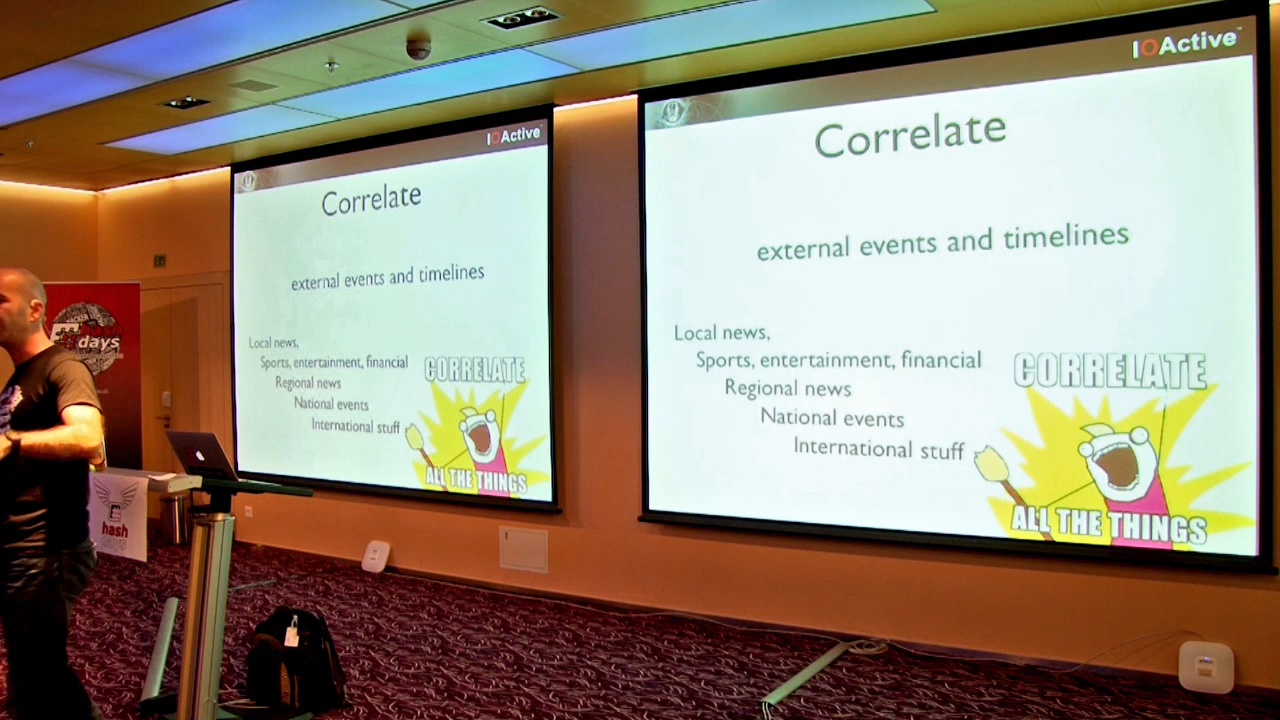 IOActive
Correlate
external events and timelines
Local news,
Sports, entertainment, financial
Regional news
National events
International stuff
CORRELATE
ALL THE THINGS
IOActive
Correlate
external events and timelines
Local news,
Sports, entertainment, financial
Regional news
National events
International stuff
CORRELATE
ALL THE THINGS
days
hash